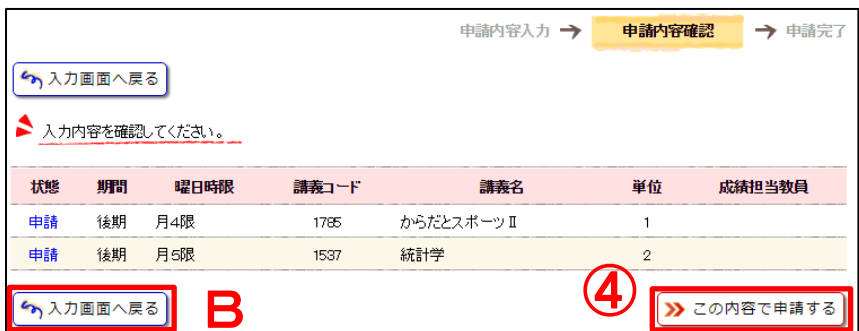 申請内容入力 → 申請内容確認 → 申請完了
入力画面へ戻る
入力内容を確認してください。
状態 期間 曜日時限 講義コード 講義名 単位 成績担当教員
申請 後期 月4限 1785 からだとスポーツⅡ 1
申請 後期 月5限 1537 統計学 2
入力画面へ戻る B ④ この内容で申請する